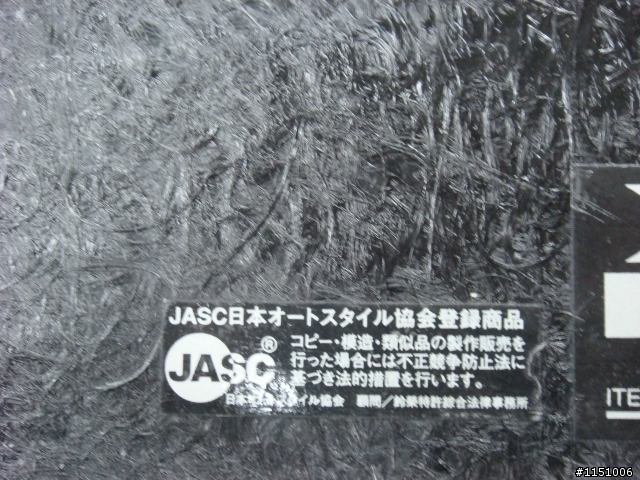 JASC日本オートスタイル協会登録商品
JASC®
コピー・模造・類似品の製作販売を
行った場合には不正競争防止法に
基づき法的措置を行います。
日本オートスタイル協会 顧問/鈴榮特許綜合法律事務所
ITE
#1151006